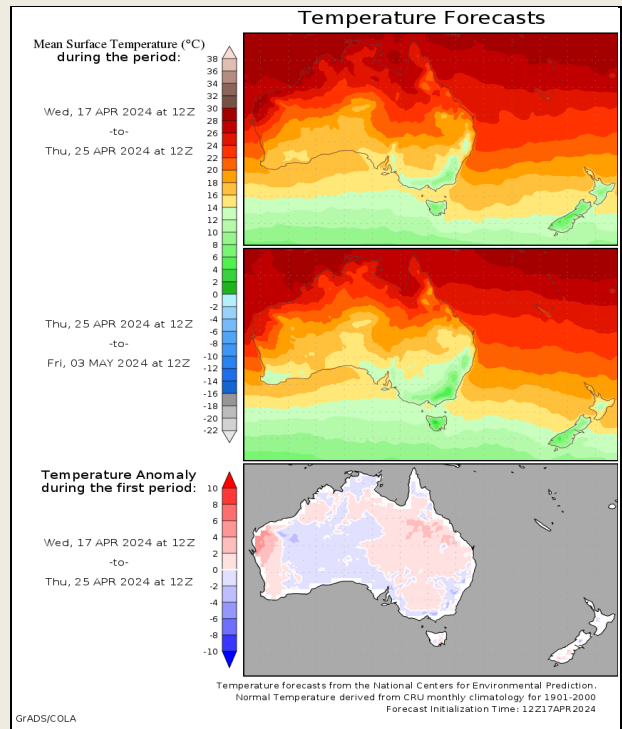 Temperature Forecasts
Mean Surface Temperature (°C)
during the period:
38
36
34
32
30
28
26
24
22
20
18
16
14
12
10
8
6
4
2
0
-2
-4
-6
-8
-10
-12
-14
-16
-18
-20
-22
Wed, 17 APR 2024 at 12Z
-to-
Thu, 25 APR 2024 at 12Z
Thu, 25 APR 2024 at 12Z
-to-
Fri, 03 MAY 2024 at 12Z
Temperature Anomaly
during the first period:
10
8
6
4
2
0
-2
-4
-6
-8
-10
Wed, 17 APR 2024 at 12Z
-to-
Thu, 25 APR 2024 at 12Z
Temperature forecasts from the National Centers for Environmental Prediction.
Normal Temperature derived from CRU monthly climatology for 1901-2000
Forecast Initialization Time: 12Z17APR2024
GrADS/COLA